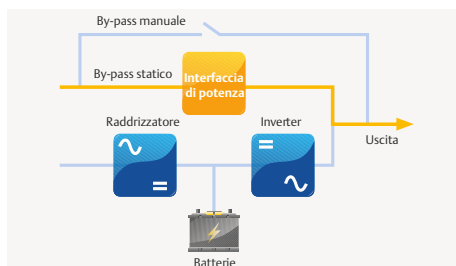 By-pass manuale
By-pass statico
Interfaccia
di potenza
Raddrizzatore
Inverter
Uscita
Batterie